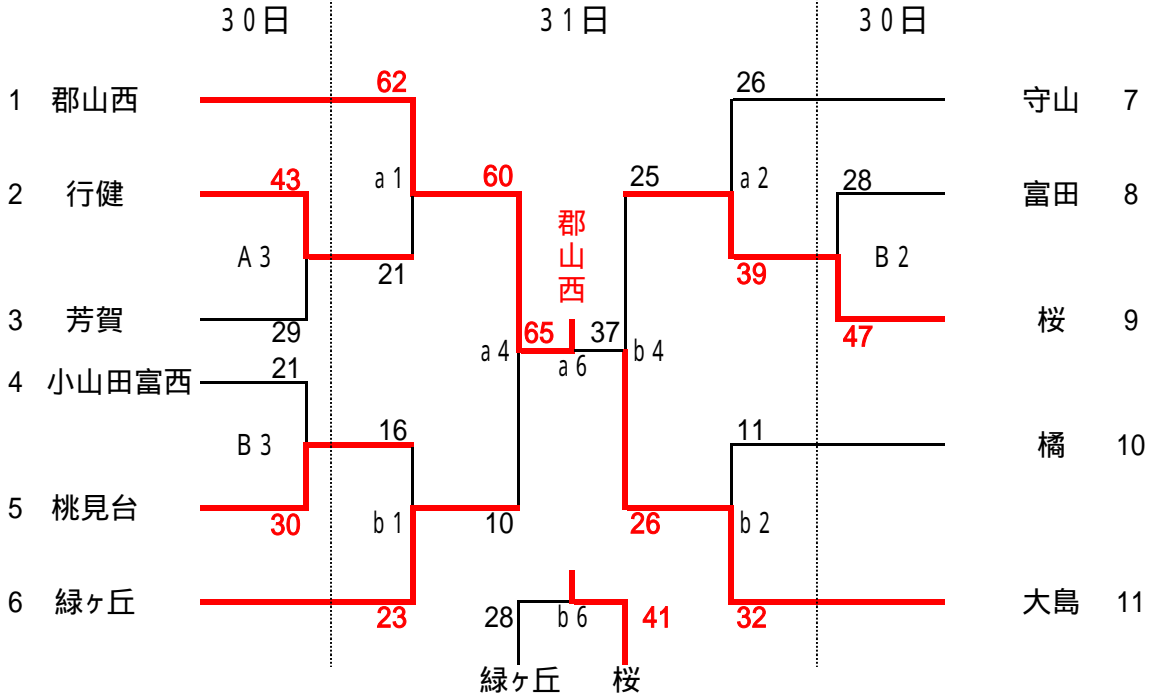 30日 31日 30日
62 26
1 郡山西 守山 7
43 a1 60 25 a2 28
2 行健 富田 8
郡山西
A3 21 39 B2
3 芳賀 桜 9
29 65 37 47
a4 a6 b4
21
4 小山田富西
B3 16 11 橘 10
5 桃見台
30 b1 10 26 b2
6 緑ヶ丘 大島 11
23 28 b6 41 32
緑ヶ丘 桜